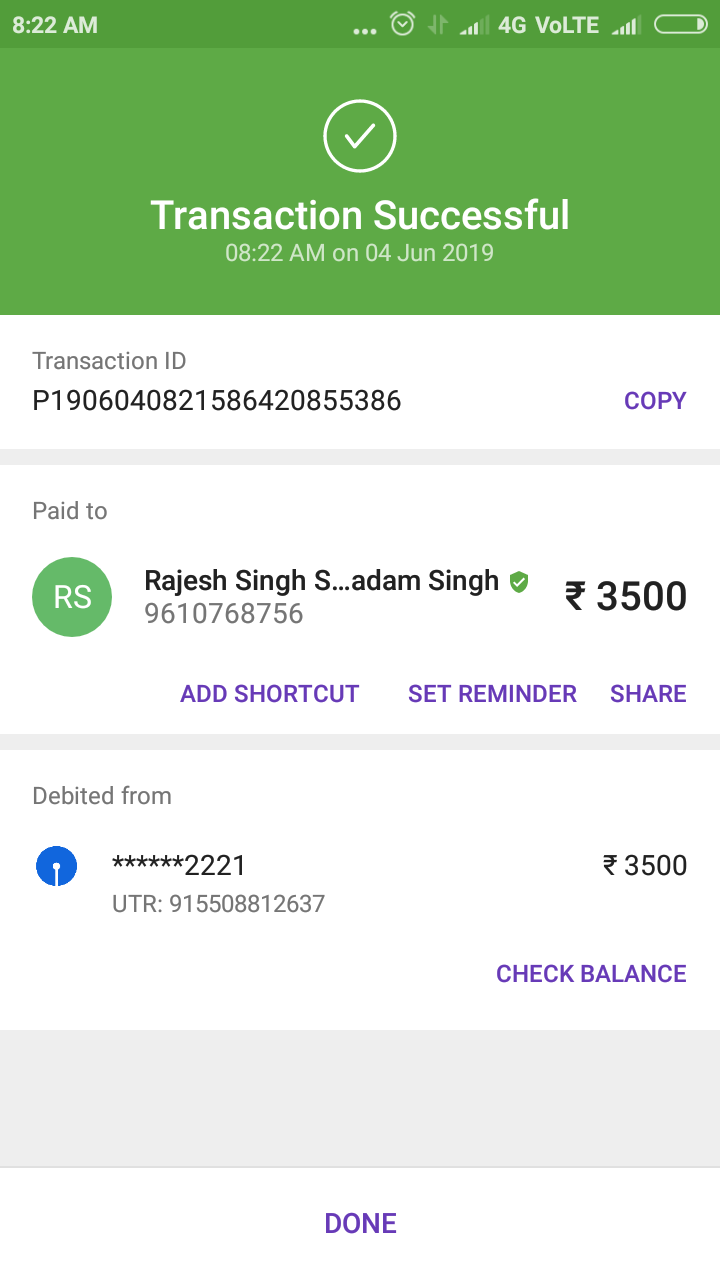 8:22 AM ... 4G VoLTE
Transaction Successful
08:22 AM on 04 Jun 2019
Transaction ID
P1906040821586420855386 COPY
Paid to
RS Rajesh Singh S...adam Singh ₹ 3500
9610768756
ADD SHORTCUT SET REMINDER SHARE
Debited from
******2221 ₹ 3500
UTR: 915508812637
CHECK BALANCE
DONE